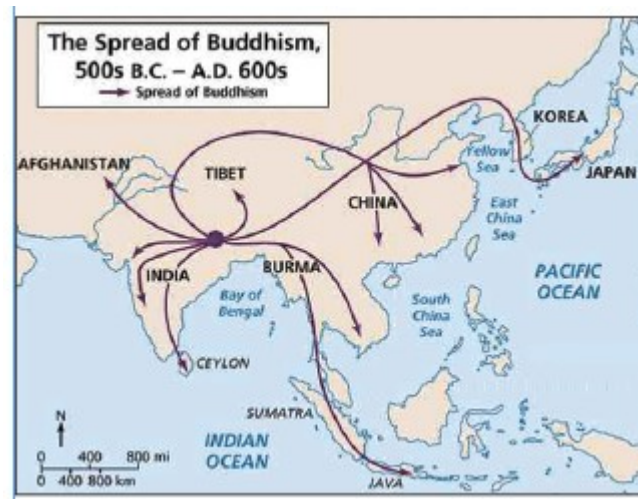 The Spread of Buddhism,
500s B.C. – A.D. 600s
Spread of Buddhism
KOREA
AFGHANISTAN
TIBET
Yellow
Sea
JAPAN
CHINA
East
China
Sea
INDIA
BURMA
PACIFIC
OCEAN
Bay of
Bengal
South
China
Sea
CEYLON
SUMATRA
N
INDIAN
OCEAN
0 400 800 mi
0 400 800 km
JAVA